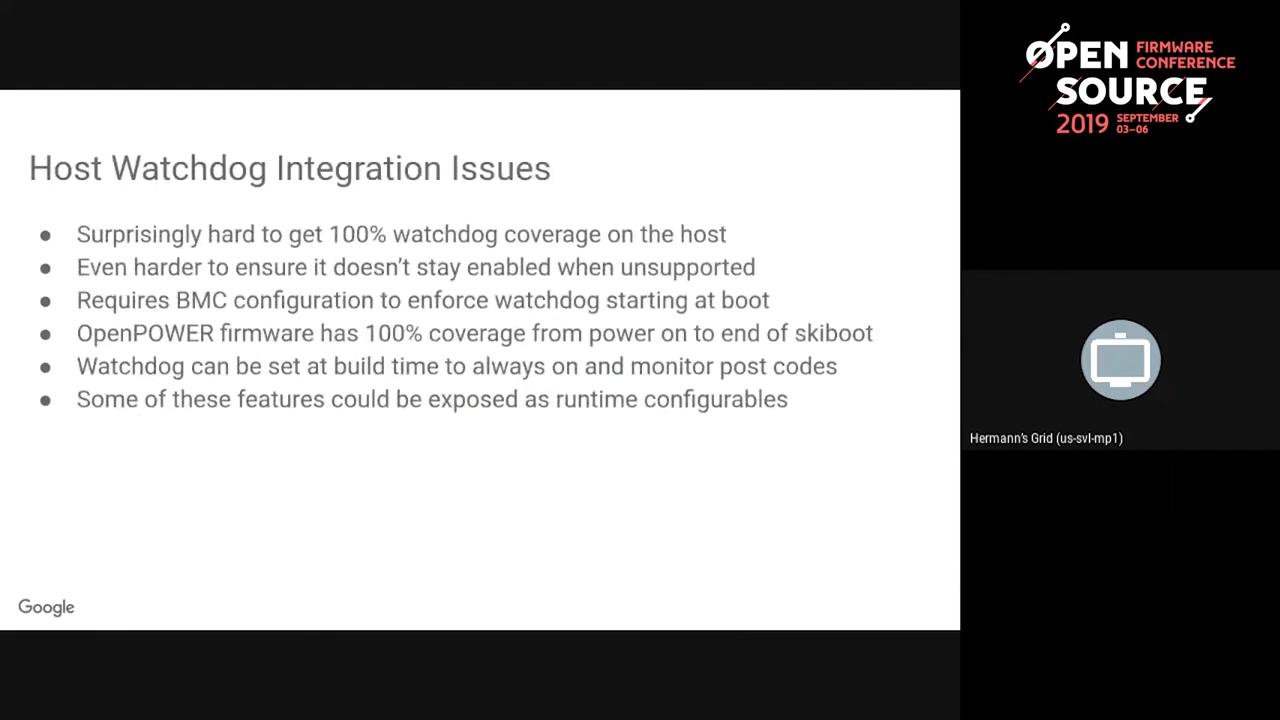 Host Watchdog Integration Issues
● Surprisingly hard to get 100% watchdog coverage on the host
● Even harder to ensure it doesn’t stay enabled when unsupported
● Requires BMC configuration to enforce watchdog starting at boot
● OpenPOWER firmware has 100% coverage from power on to end of skiboot
● Watchdog can be set at build time to always on and monitor post codes
● Some of these features could be exposed as runtime configurables
Google
OPEN FIRMWARE
CONFERENCE
SOURCE
2019 SEPTEMBER
03–06
Hermann’s Grid (us-svl-mp1)